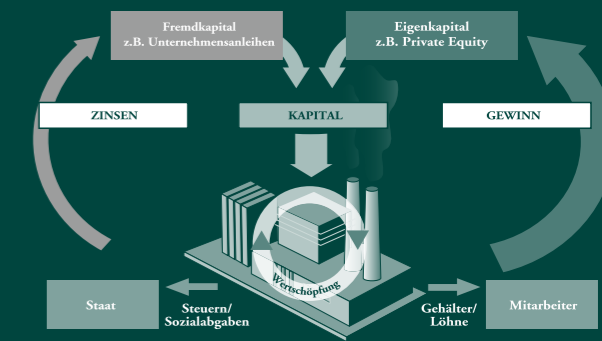 Fremdkapital
z.B. Unternehmensanleihen
Eigenkapital
z.B. Private Equity
ZINSEN
KAPITAL
GEWINN
Wertschöpfung
Staat
Steuern/
Sozialabgaben
Gehälter/
Löhne
Mitarbeiter